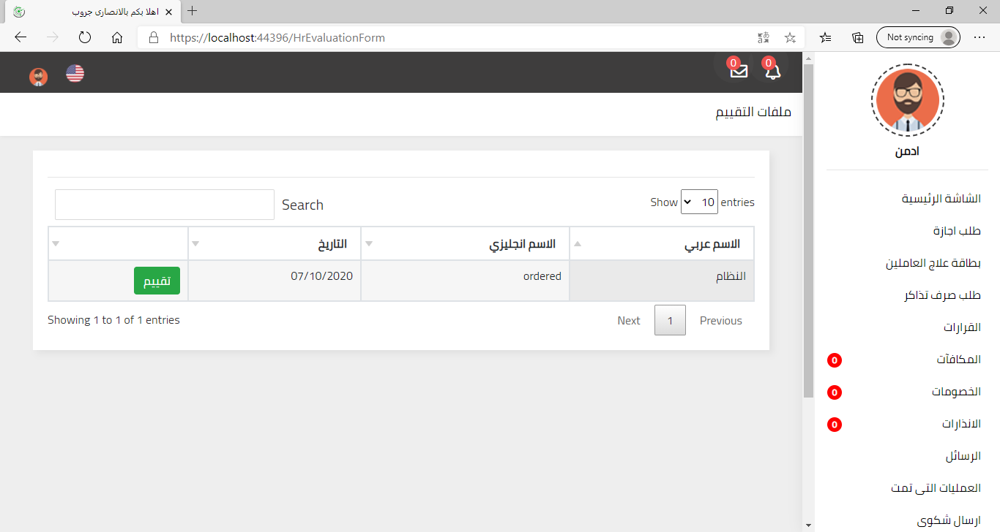 اهلا بكم بالانصارى جروب
https://localhost:44396/HrEvaluationForm
Not syncing
0
0
ملفات التقييم
Search
Show 10 entries
الاسم عربي
الاسم انجليزي
التاريخ
النظام
ordered
07/10/2020
تقييم
Showing 1 to 1 of 1 entries
Previous
1
Next
ادمن
الشاشة الرئيسية
طلب اجازة
بطاقة علاج العاملين
طلب صرف تذاكر
القرارات
المكافآت 0
الخصومات 0
الانذارات 0
الرسائل
العمليات التى تمت
ارسال شكوى